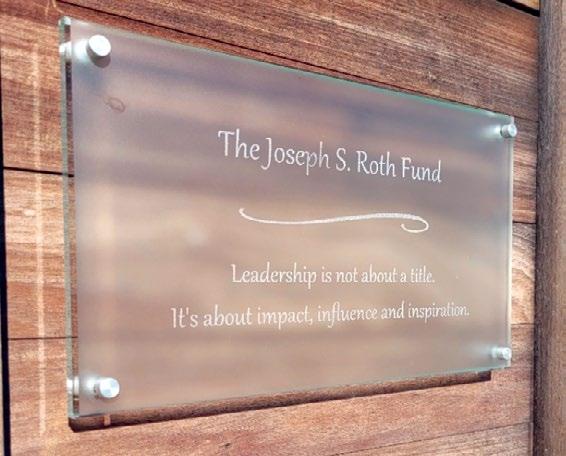 The Joseph S. Roth Fund
Leadership is not about a title.
It's about impact, influence and inspiration.